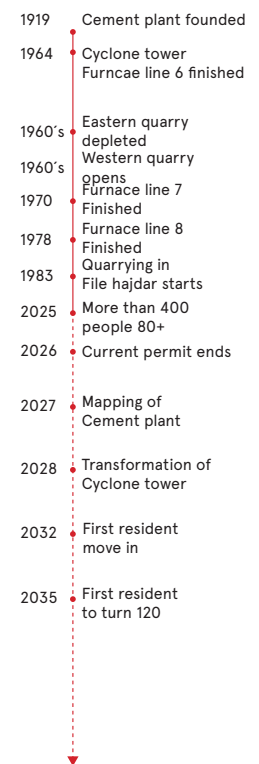 1919 Cement plant founded
1964 Cyclone tower
Furncae line 6 finished
1960´s Eastern quarry
depleted
1960´s Western quarry
opens
1970 Furnace line 7
Finished
1978 Furnace line 8
Finished
1983 Quarrying in
File hajdar starts
2025 More than 400
people 80+
2026 Current permit ends
2027 Mapping of
Cement plant
2028 Transformation of
Cyclone tower
2032 First resident
move in
2035 First resident
to turn 120